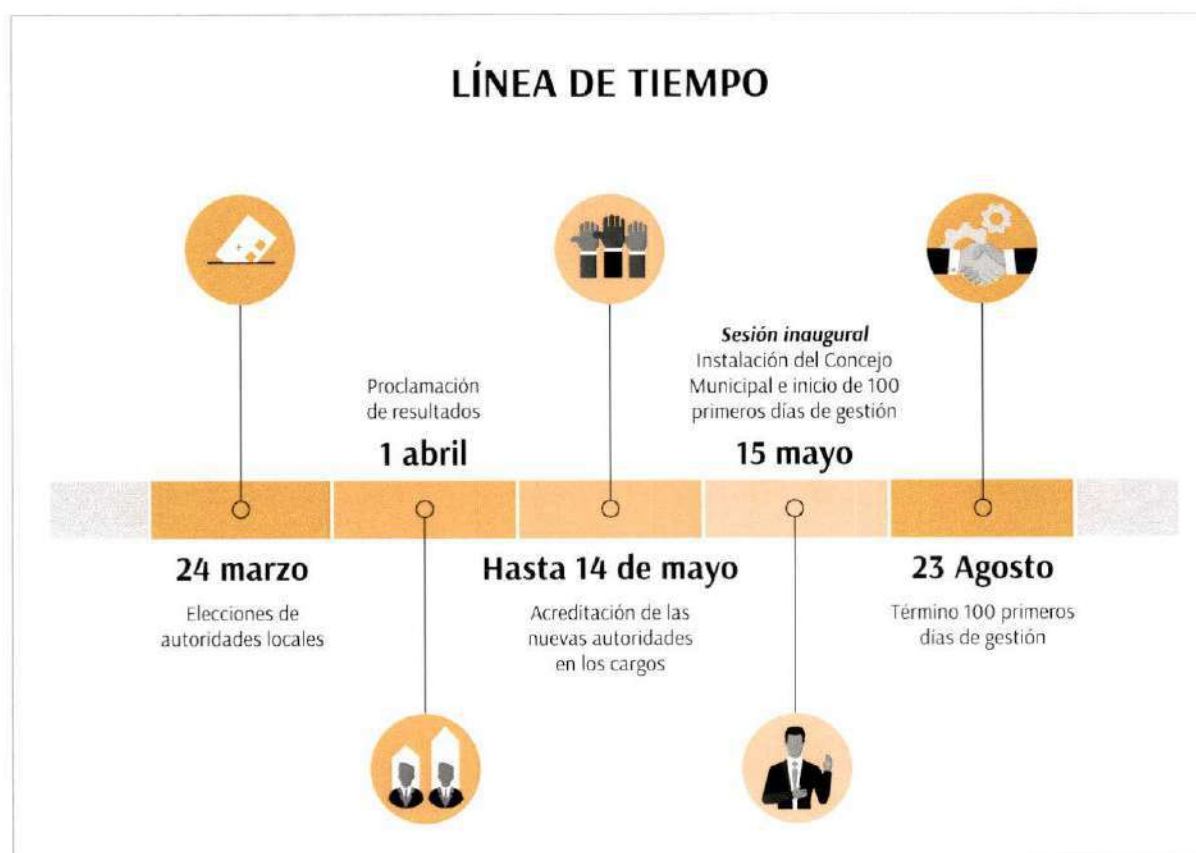 LÍNEA DE TIEMPO
24 marzo
Elecciones de
autoridades locales
Proclamación
de resultados
1 abril
Hasta 14 de mayo
Acreditación de las
nuevas autoridades
en los cargos
Sesión inaugural
Instalación del Concejo
Municipal e inicio de 100
primeros días de gestión
15 mayo
23 Agosto
Término 100 primeros
días de gestión